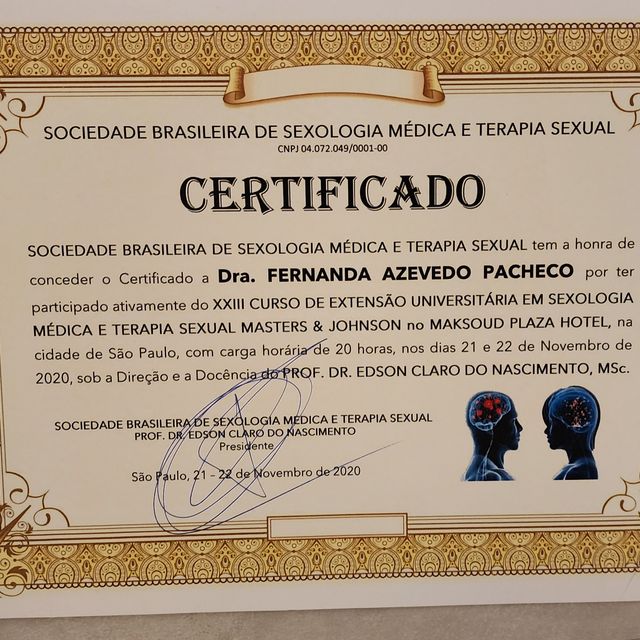 SOCIEDADE BRASILEIRA DE SEXOLOGIA MÉDICA E TERAPIA SEXUAL
CNPJ 04.072.049/0001-00
CERTIFICADO
SOCIEDADE BRASILEIRA DE SEXOLOGIA MÉDICA E TERAPIA SEXUAL tem a honra de
conceder o Certificado a Dra. FERNANDA AZEVEDO PACHECO por ter
participado ativamente do XXIII CURSO DE EXTENSÃO UNIVERSITÁRIA EM SEXOLOGIA
MÉDICA E TERAPIA SEXUAL MASTERS & JOHNSON no MAKSOUD PLAZA HOTEL, na
cidade de São Paulo, com carga horária de 20 horas, nos dias 21 e 22 de Novembro de
2020, sob a Direção e a Docência do PROF. DR. EDSON CLARO DO NASCIMENTO, MSc.
SOCIEDADE BRASILEIRA DE SEXOLOGIA MEDICA E TERAPIA SEXUAL
PROF. DR. EDSON CLARO DO NASCIMENTO
Presidente
São Paulo, 21 - 22 de Novembro de 2020